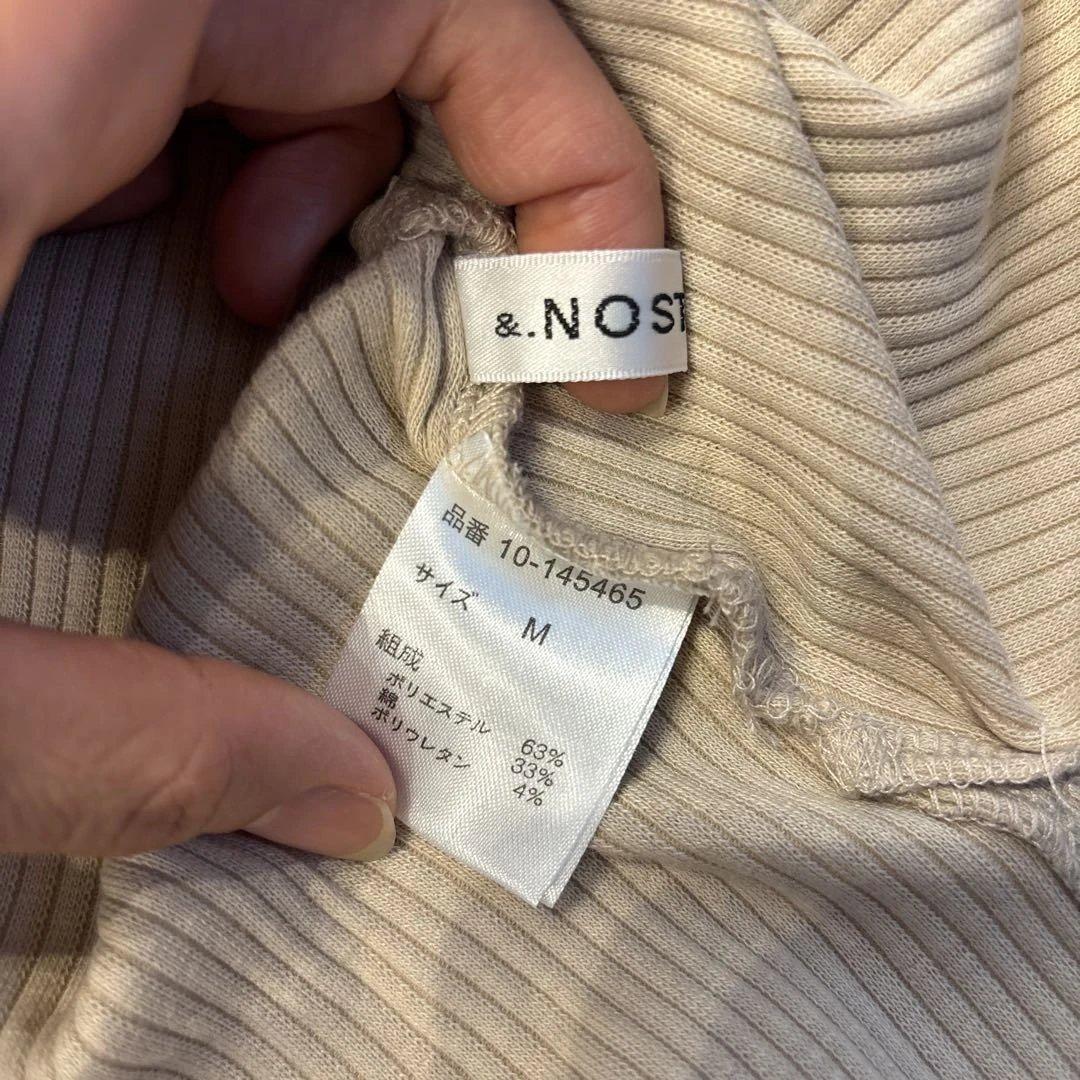 &.NOST
品番 10-145465
サイズ M
組成
ポリエステル 63%
綿 33%
ポリウレタン 4%